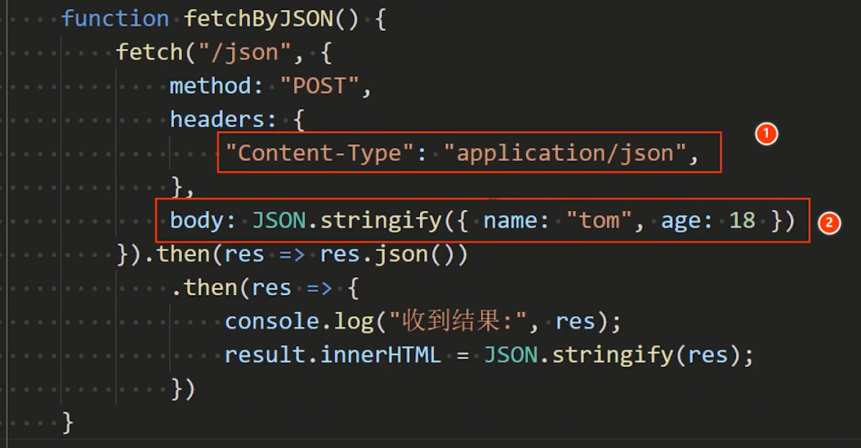 function fetchByJSON() {
fetch("/json", {
method: "POST",
headers: {
"Content-Type": "application/json",
1
},
body: JSON.stringify({ name: "tom", age: 18 })
2
}).then(res => res.json())
.then(res => {
console.log("收到结果:", res);
result.innerHTML = JSON.stringify(res);
})
}